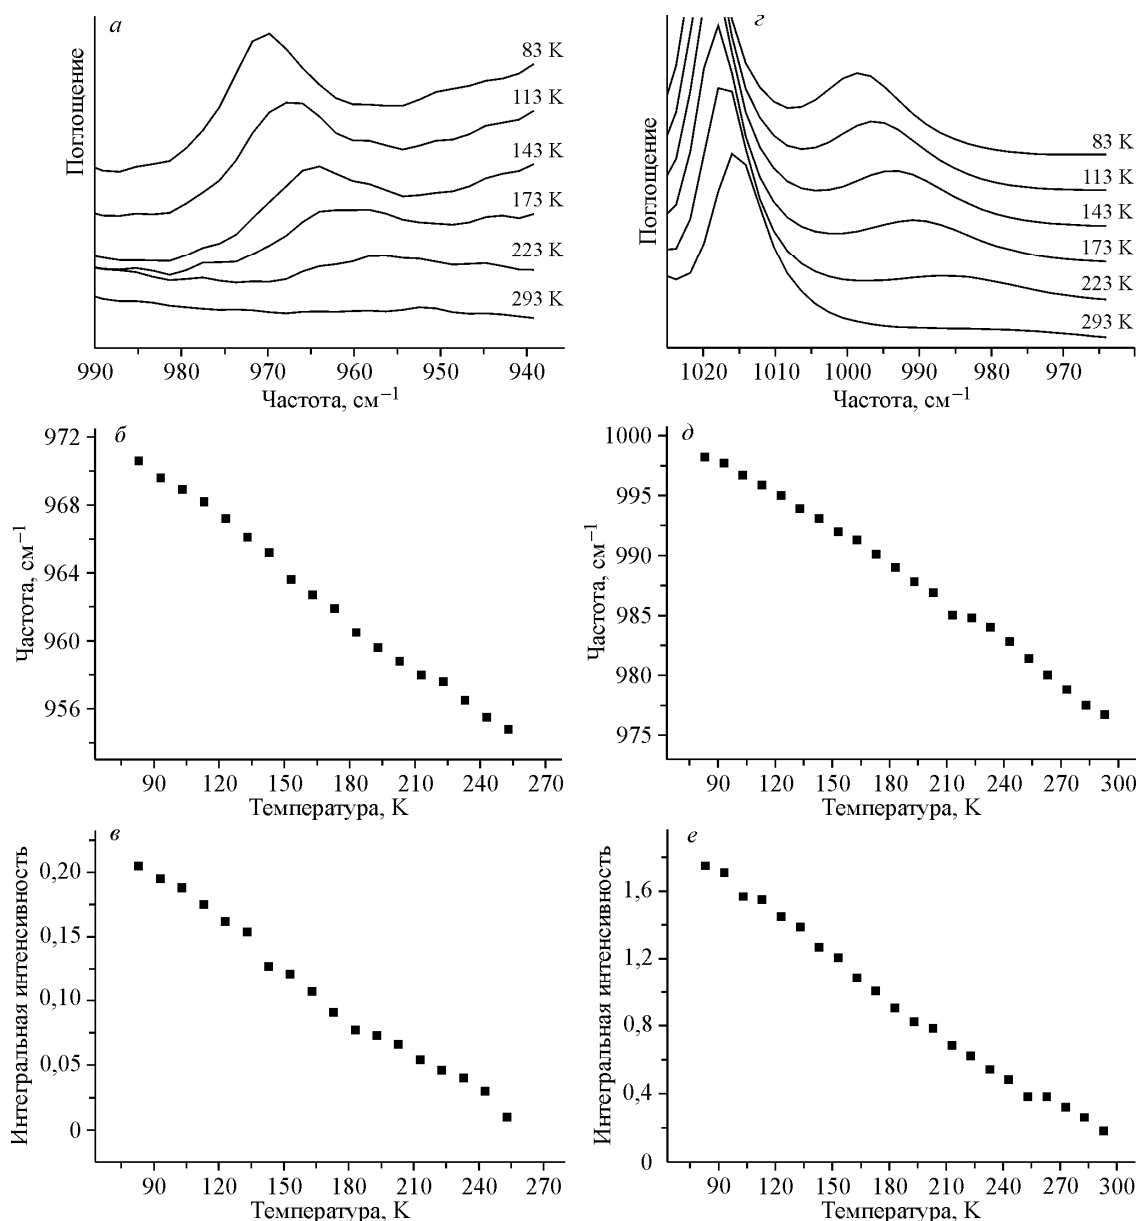 а
Поглощение
83 К
113 К
143 К
173 К
223 К
293 К
990 980 970 960 950 940
Частота, см⁻¹
г
Поглощение
83 К
113 К
143 К
173 К
223 К
293 К
1020 1010 1000 990 980 970
Частота, см⁻¹
б
Частота, см⁻¹
972
968
964
960
956
90 120 150 180 210 240 270
Температура, К
д
Частота, см⁻¹
1000
995
990
985
980
975
90 120 150 180 210 240 270 300
Температура, К
в
Интегральная интенсивность
0,20
0,15
0,10
0,05
0
90 120 150 180 210 240 270
Температура, К
е
Интегральная интенсивность
1,6
1,2
0,8
0,4
0
90 120 150 180 210 240 270 300
Температура, К